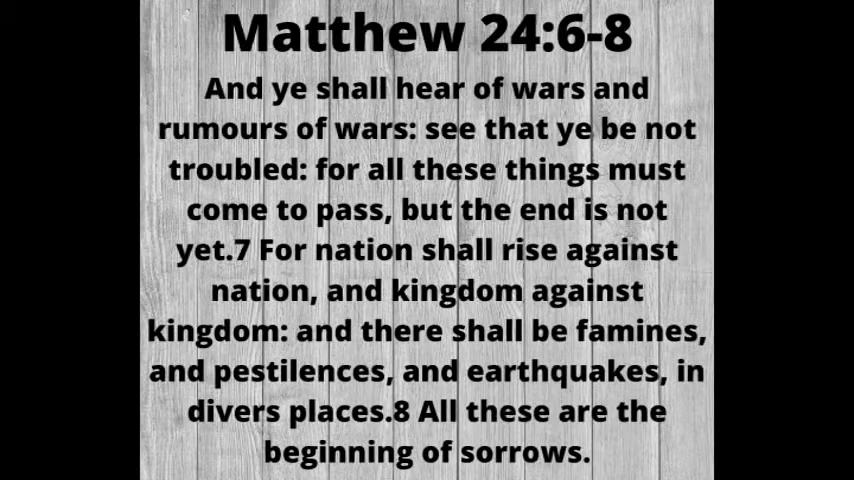 Matthew 24:6-8
And ye shall hear of wars and
rumours of wars: see that ye be not
troubled: for all these things must
come to pass, but the end is not
yet.7 For nation shall rise against
nation, and kingdom against
kingdom: and there shall be famines,
and pestilences, and earthquakes, in
divers places.8 All these are the
beginning of sorrows.